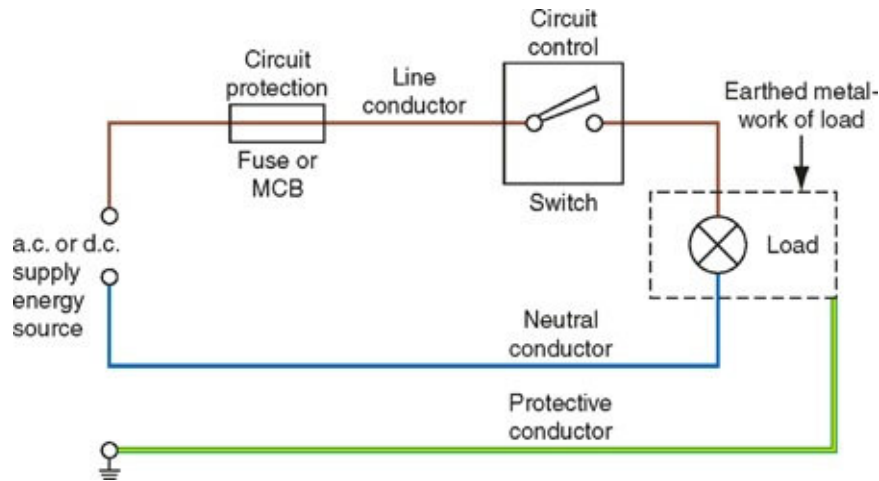 Circuit
control
Circuit
protection
Line
conductor
Earthed metal-
work of load
Fuse or
MCB
Switch
a.c. or d.c.
supply
energy
source
Load
Neutral
conductor
Protective
conductor